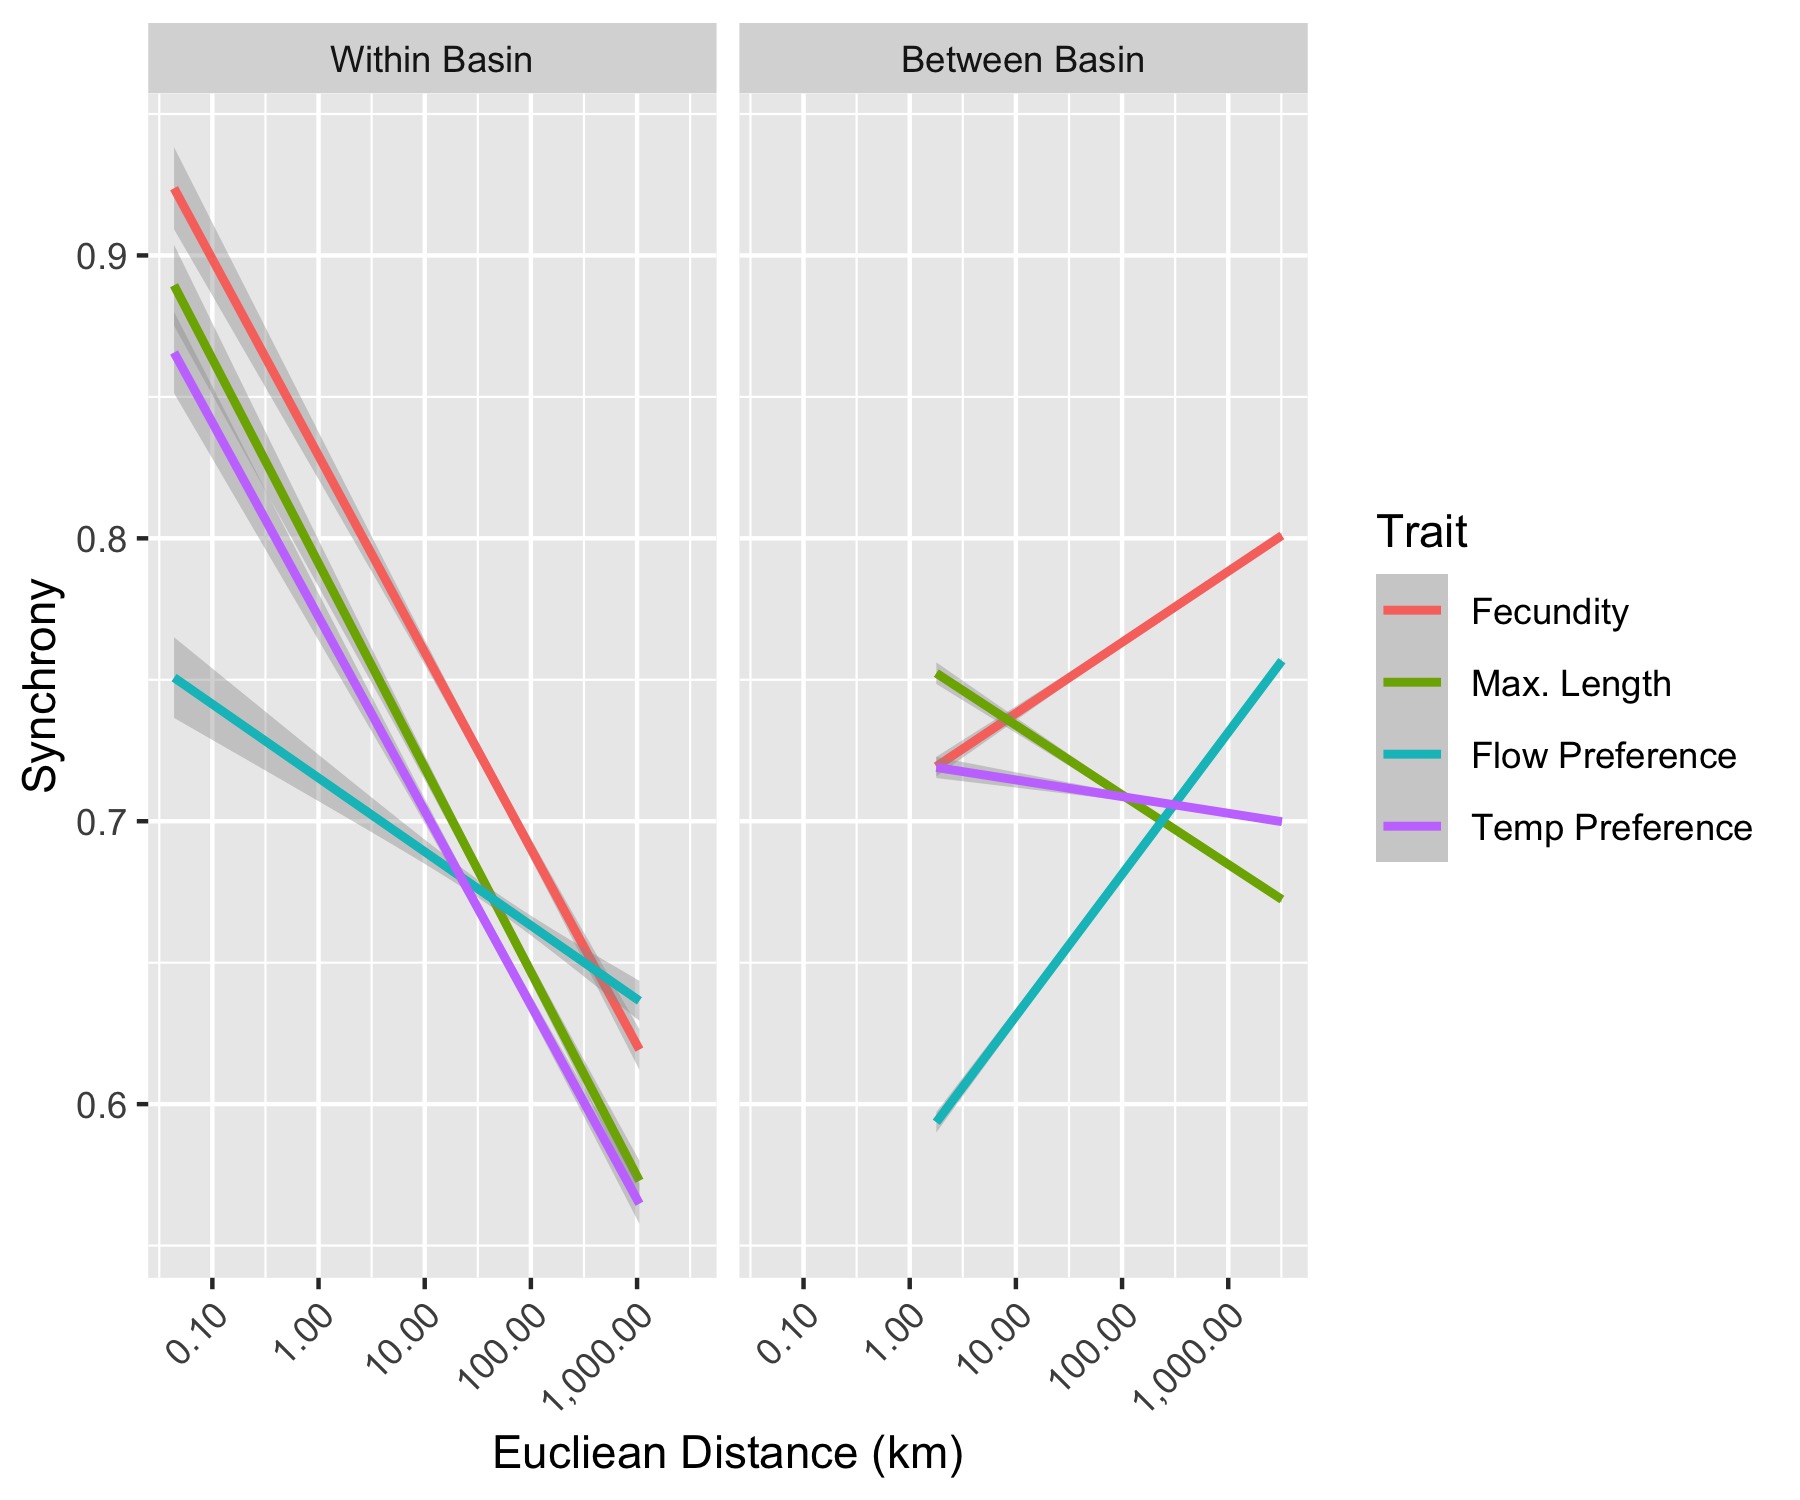 Within Basin
Between Basin
Synchrony
0.9
0.8
0.7
0.6
0.10
1.00
10.00
100.00
1,000.00
0.10
1.00
10.00
100.00
1,000.00
Euclican Distance (km)
Trait
Fecundity
Max. Length
Flow Preference
Temp Preference